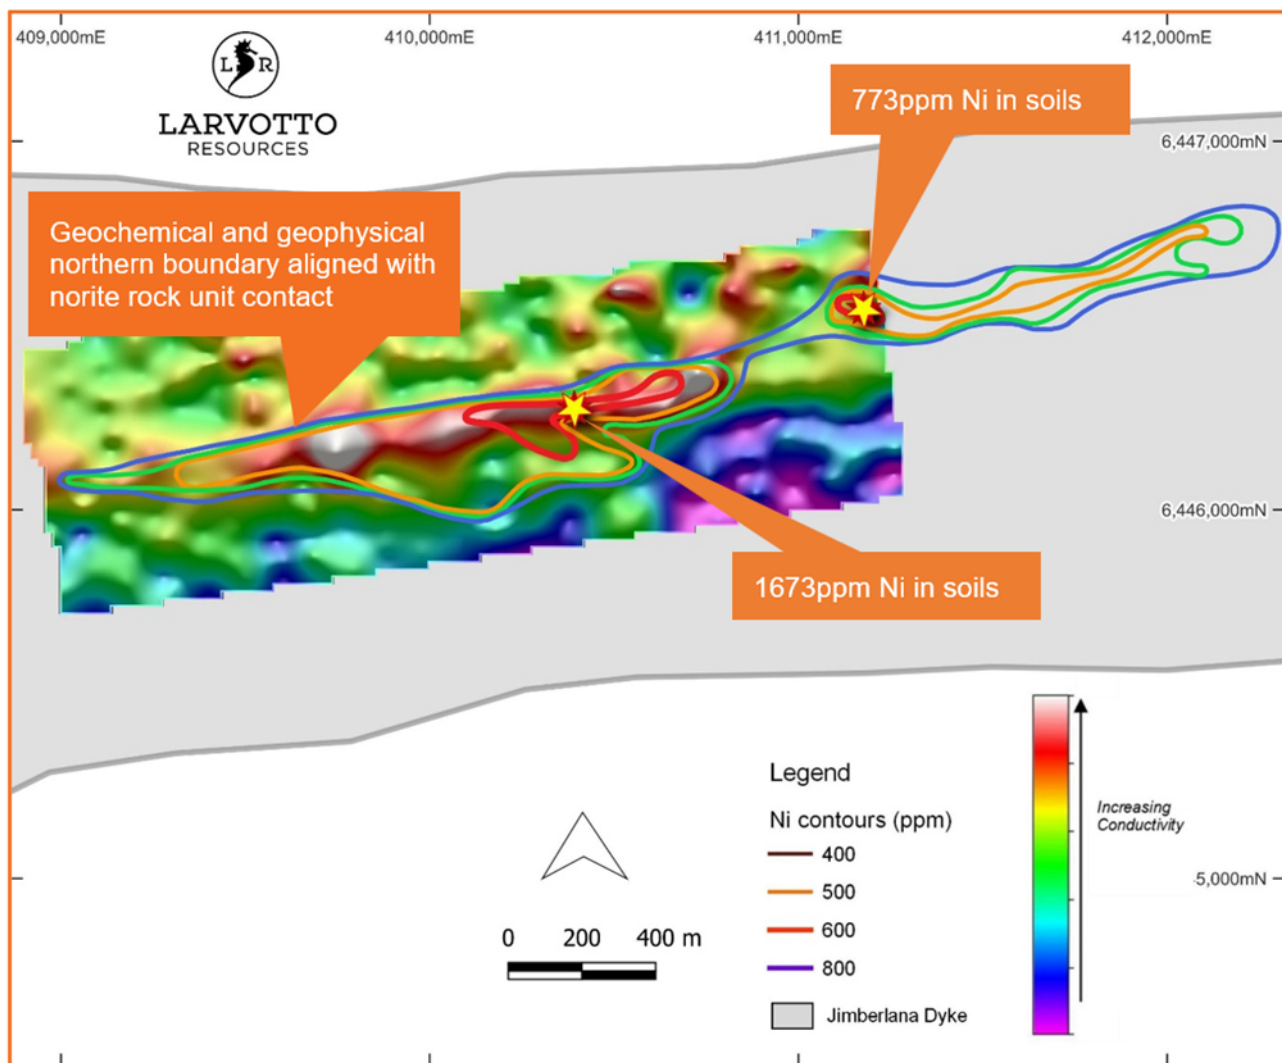 409,000mE
410,000mE
411,000mE
412,000mE
L R
LARVOTTO
RESOURCES
773ppm Ni in soils
6,447,000mN
Geochemical and geophysical
northern boundary aligned with
norite rock unit contact
6,446,000mN
1673ppm Ni in soils
Legend
Ni contours (ppm)
400
500
600
800
Jimberlana Dyke
Increasing
Conductivity
5,000mN
0 200 400 m